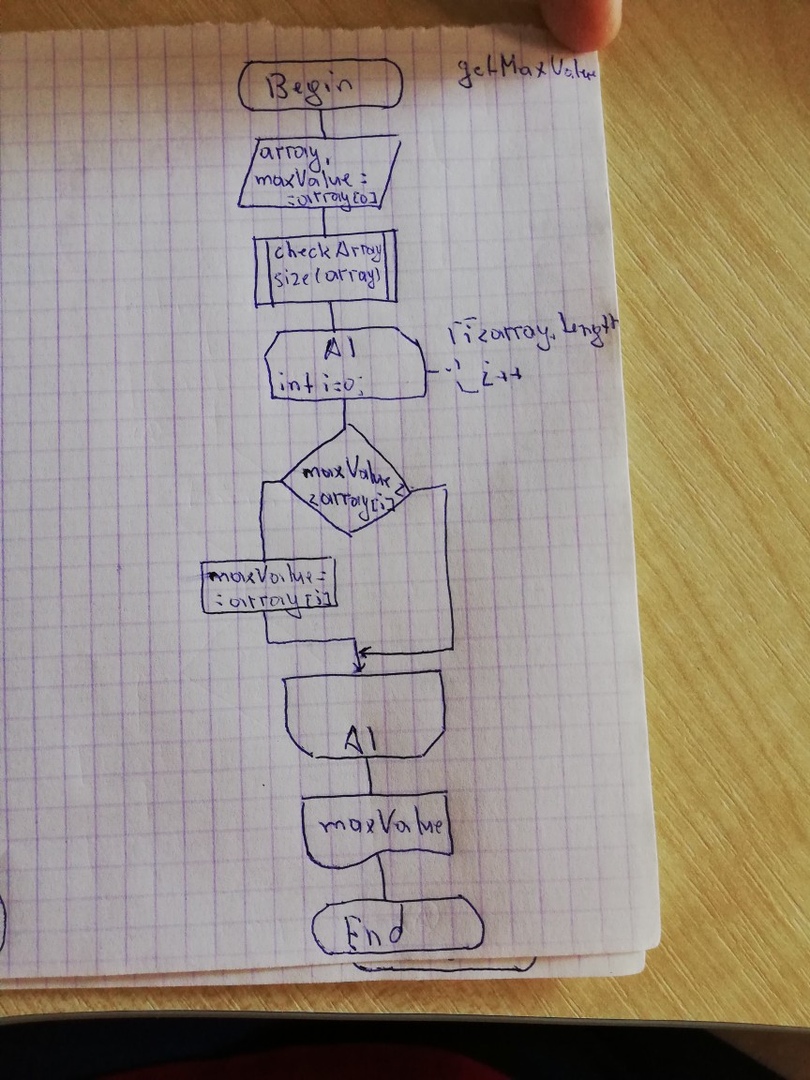 getMaxValue
Begin
array,
maxValue =
=array[0]
checkArray
size(array)
A1
int i=0;
i<array.length
i++
maxValue <
<array[i]
maxValue=
=array[i]
A1
maxValue
End